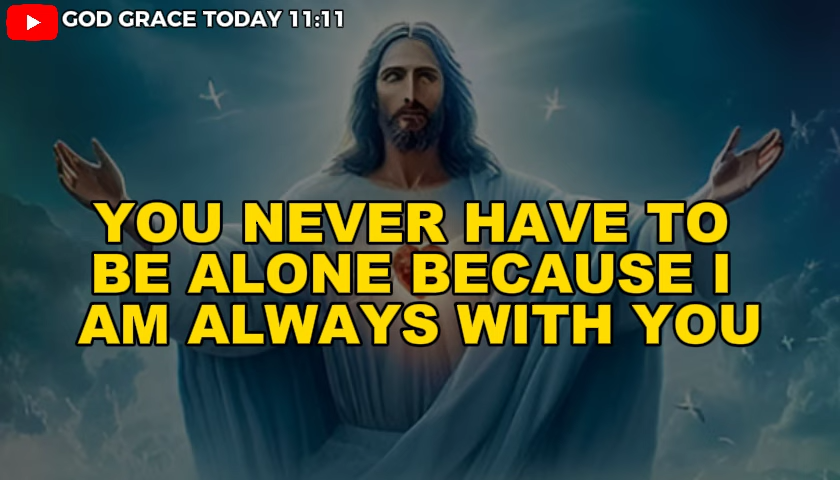 GOD GRACE TODAY 11:11
YOU NEVER HAVE TO
BE ALONE BECAUSE I
AM ALWAYS WITH YOU